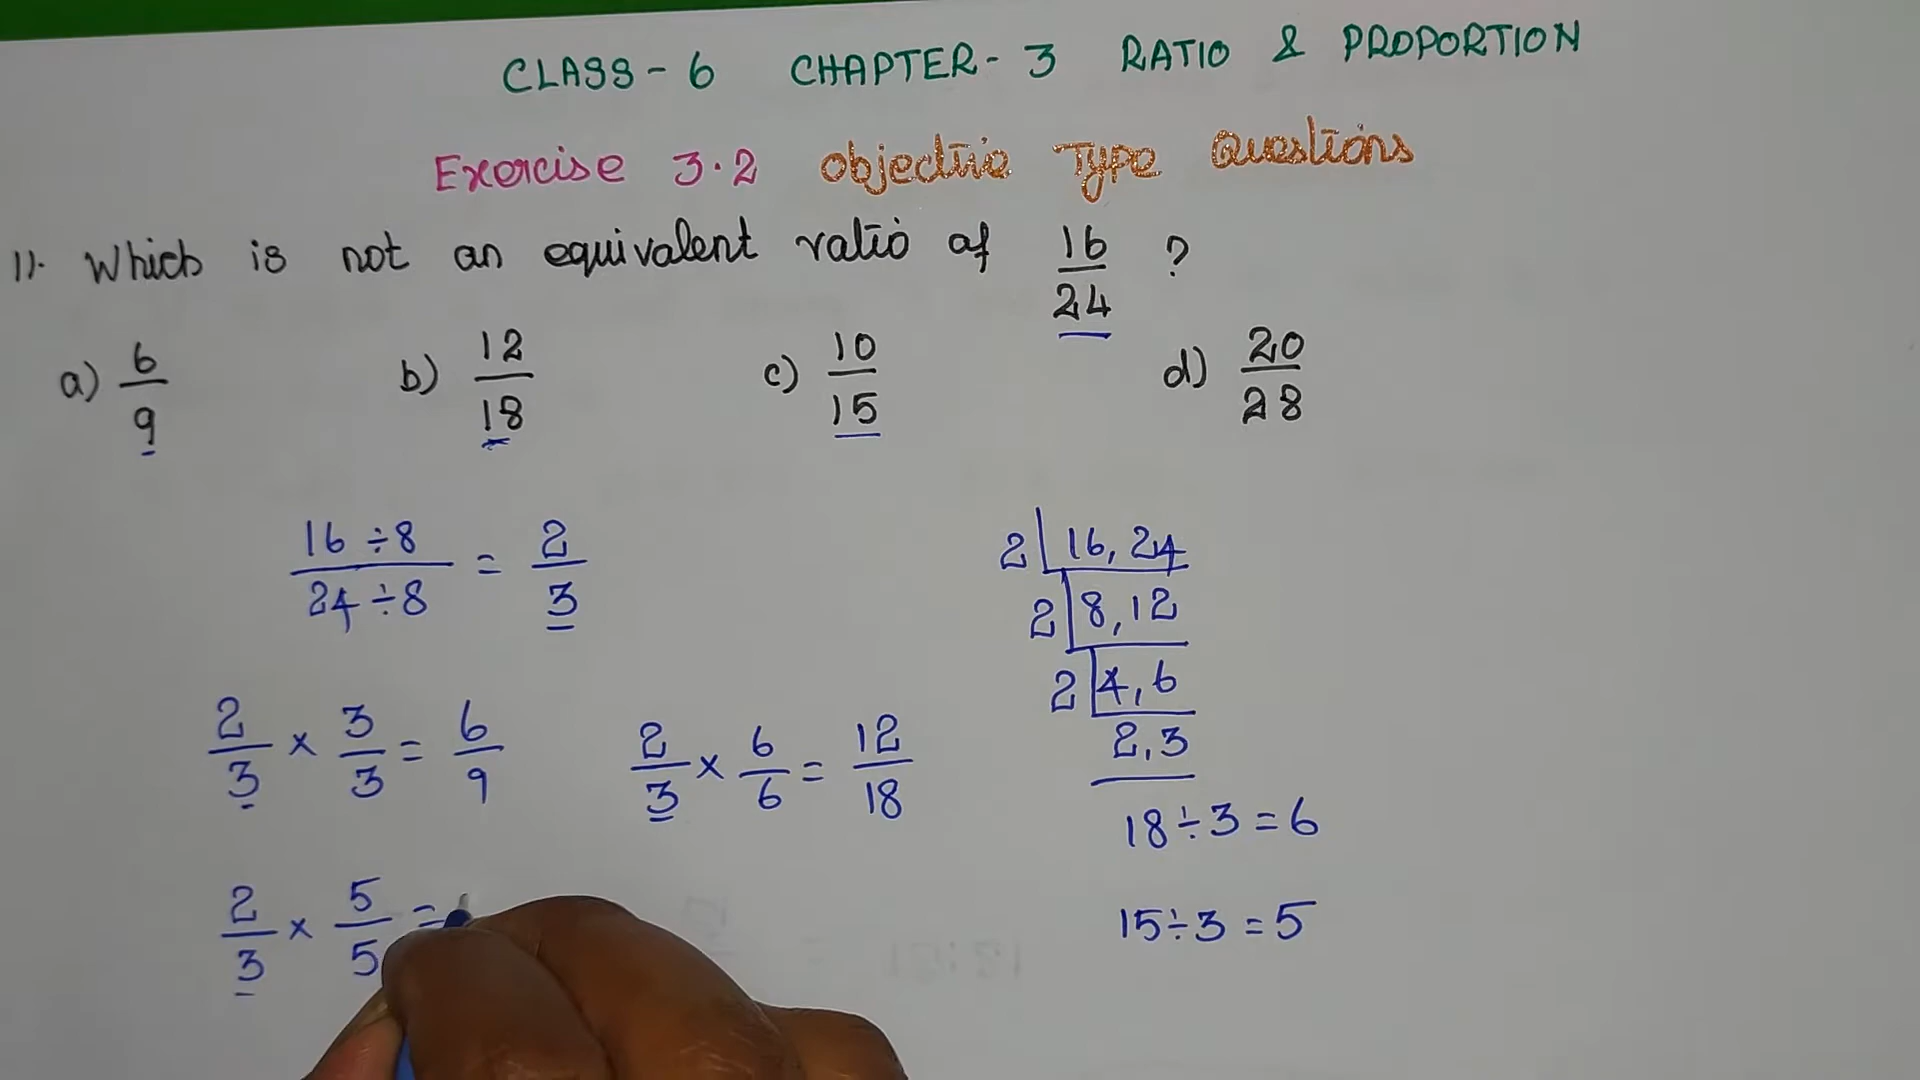 CLASS - 6 CHAPTER - 3 RATIO & PROPORTION
Exercise 3.2 Objective Type Questions
11. Which is not an equivalent ratio of 16/24 ?
a) 6/9 b) 12/18 c) 10/15 d) 20/28
16 ÷ 8 / 24 ÷ 8 = 2/3
2 | 16, 24
2 | 8, 12
2 | 4, 6
2, 3
2/3 × 3/3 = 6/9
2/3 × 6/6 = 12/18
18 ÷ 3 = 6
2/3 × 5/5 =
15 ÷ 3 = 5